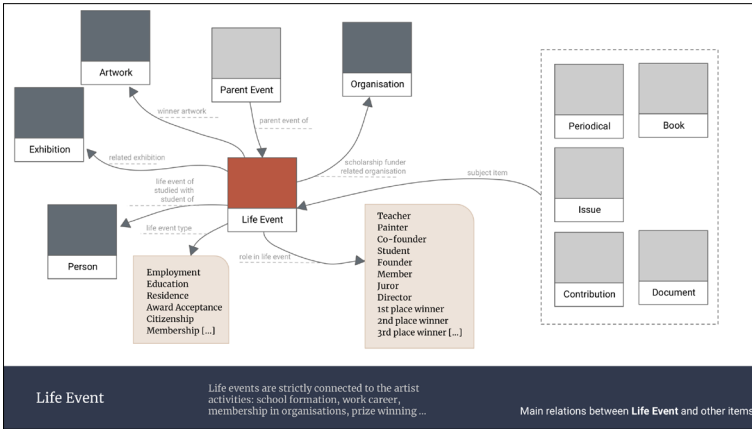 Artwork
Parent Event
Organisation
Exhibition
winner artwork
parent event of
related exhibition
scholarship funder
related organisation
subject item
life event of
studied with
student of
life event type
Life Event
role in life event
Person
Periodical
Book
Issue
Contribution
Document
Employment
Education
Residence
Award Acceptance
Citizenship
Membership [...]
Teacher
Painter
Co-founder
Student
Founder
Member
Juror
Director
1st place winner
2nd place winner
3rd place winner [...]
Life Event
Life events are strictly connected to the artist
activities: school formation, work career,
membership in organisations, prize winning ...
Main relations between Life Event and other items